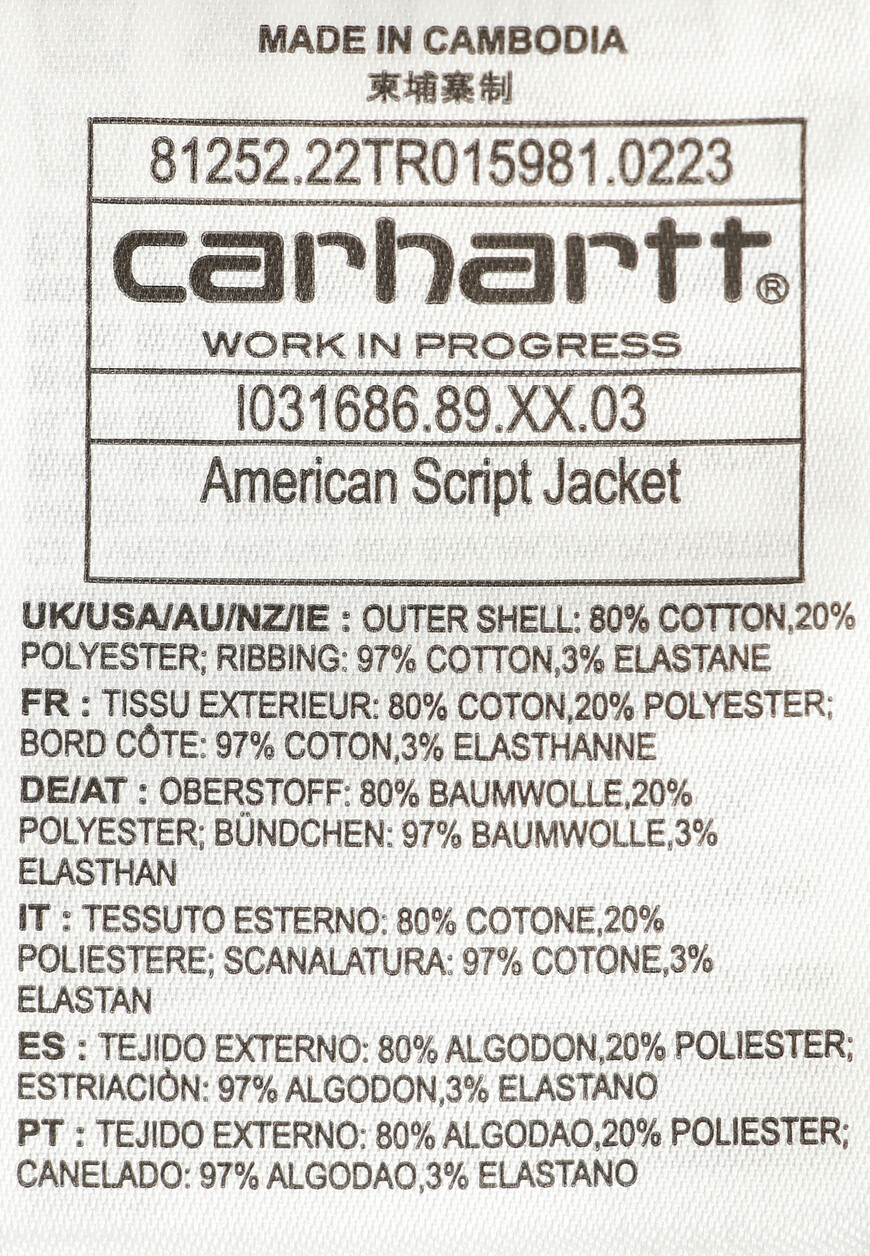 MADE IN CAMBODIA
柬埔寨制
81252.22TR015981.0223
carhartt®
WORK IN PROGRESS
I031686.89.XX.03
American Script Jacket
UK/USA/AU/NZ/IE : OUTER SHELL: 80% COTTON,20%
POLYESTER; RIBBING: 97% COTTON,3% ELASTANE
FR : TISSU EXTERIEUR: 80% COTON,20% POLYESTER;
BORD CÔTE: 97% COTON,3% ELASTHANNE
DE/AT : OBERSTOFF: 80% BAUMWOLLE,20%
POLYESTER; BÜNDCHEN: 97% BAUMWOLLE,3%
ELASTHAN
IT : TESSUTO ESTERNO: 80% COTONE,20%
POLIESTERE; SCANALATURA: 97% COTONE,3%
ELASTAN
ES : TEJIDO EXTERNO: 80% ALGODON,20% POLIESTER;
ESTRIACIÒN: 97% ALGODON,3% ELASTANO
PT : TEJIDO EXTERNO: 80% ALGODAO,20% POLIESTER;
CANELADO: 97% ALGODAO,3% ELASTANO